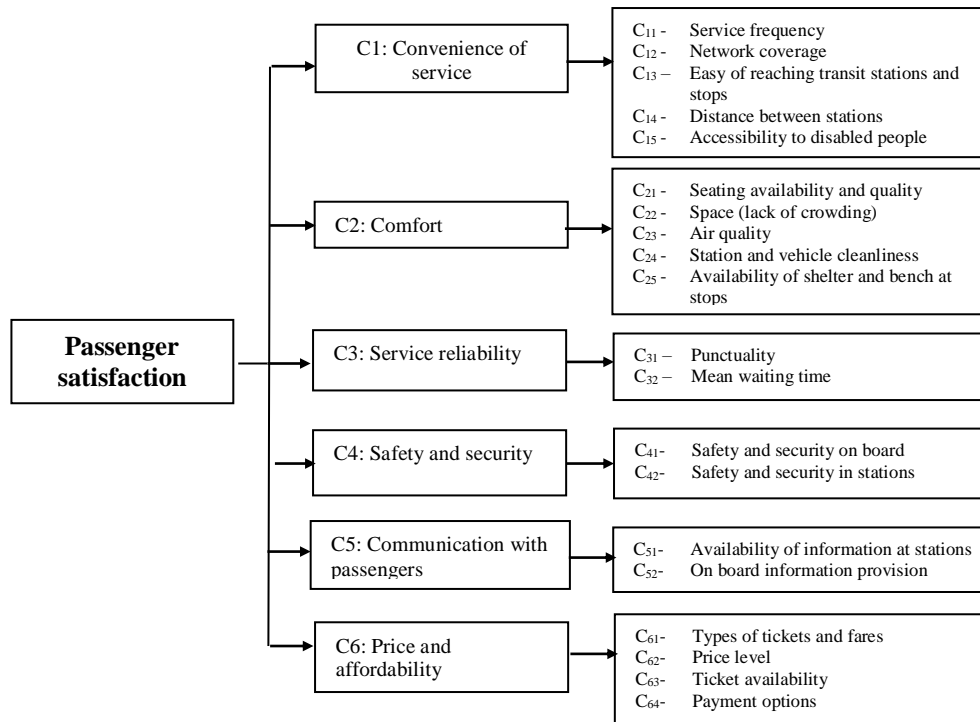 Passenger
satisfaction
C1: Convenience of
service
C₁₁ - Service frequency
C₁₂ - Network coverage
C₁₃ – Easy of reaching transit stations and
stops
C₁₄ - Distance between stations
C₁₅ - Accessibility to disabled people
C2: Comfort
C₂₁ - Seating availability and quality
C₂₂ - Space (lack of crowding)
C₂₃ - Air quality
C₂₄ - Station and vehicle cleanliness
C₂₅ - Availability of shelter and bench at
stops
C3: Service reliability
C₃₁ – Punctuality
C₃₂ – Mean waiting time
C4: Safety and security
C₄₁- Safety and security on board
C₄₂- Safety and security in stations
C5: Communication with
passengers
C₅₁- Availability of information at stations
C₅₂- On board information provision
C6: Price and
affordability
C₆₁- Types of tickets and fares
C₆₂- Price level
C₆₃- Ticket availability
C₆₄- Payment options